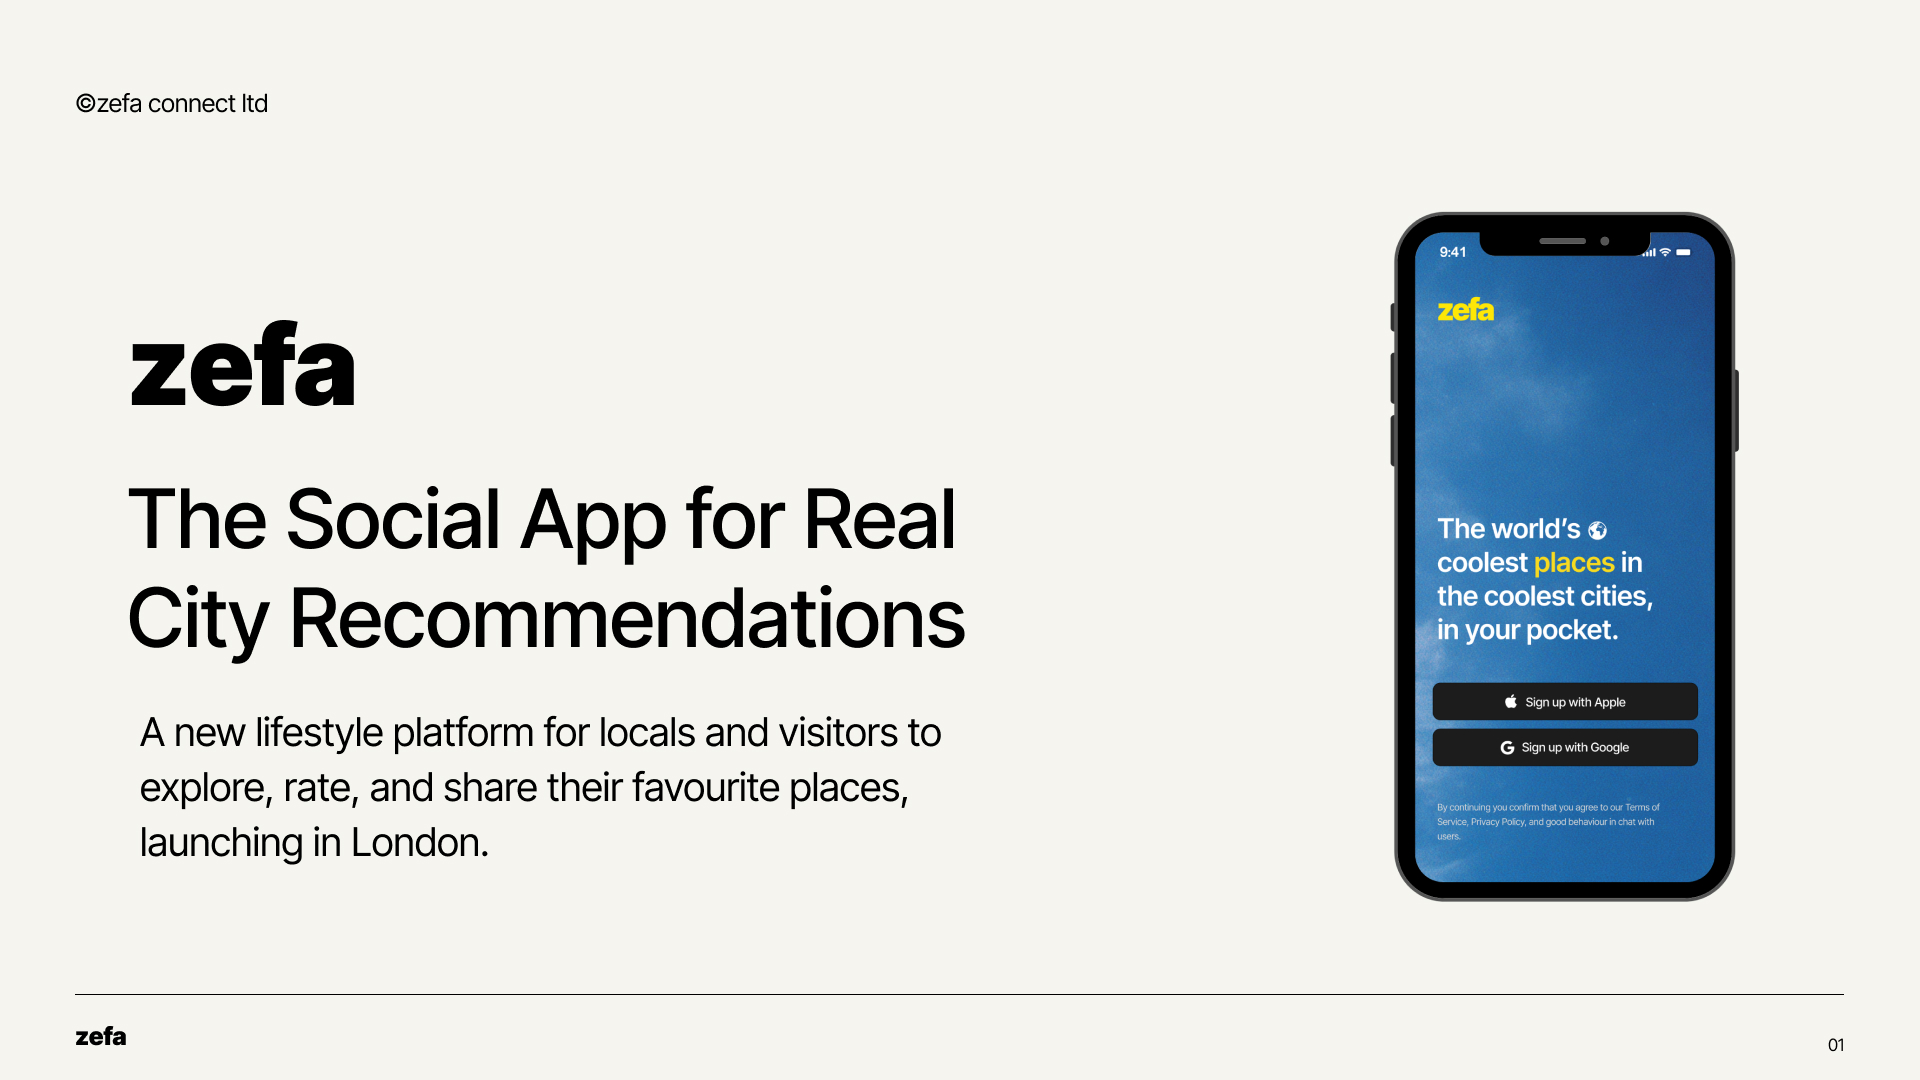 ©zefa connect ltd
zefa
The Social App for Real
City Recommendations
A new lifestyle platform for locals and visitors to
explore, rate, and share their favourite places,
launching in London.
9:41
zefa
The world’s
coolest places in
the coolest cities,
in your pocket.
Sign up with Apple
Sign up with Google
By continuing you confirm that you agree to our Terms of
Service, Privacy Policy, and good behaviour in chat with
users.
zefa
01